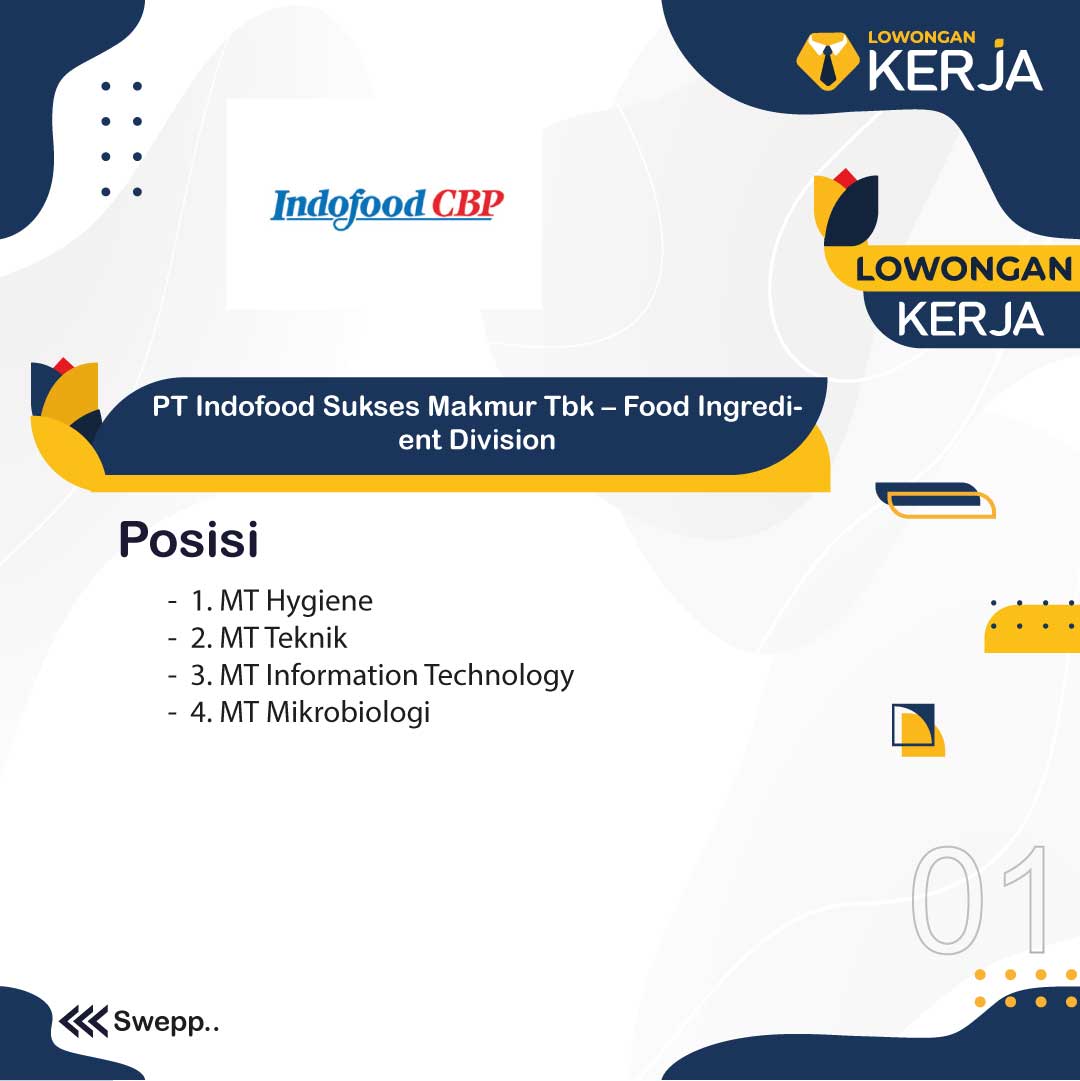 LOWONGAN
KERJA
Indofood CBP
LOWONGAN
KERJA
PT Indofood Sukses Makmur Tbk – Food Ingredi-
ent Division
Posisi
- 1. MT Hygiene
- 2. MT Teknik
- 3. MT Information Technology
- 4. MT Mikrobiologi
01
Swepp..